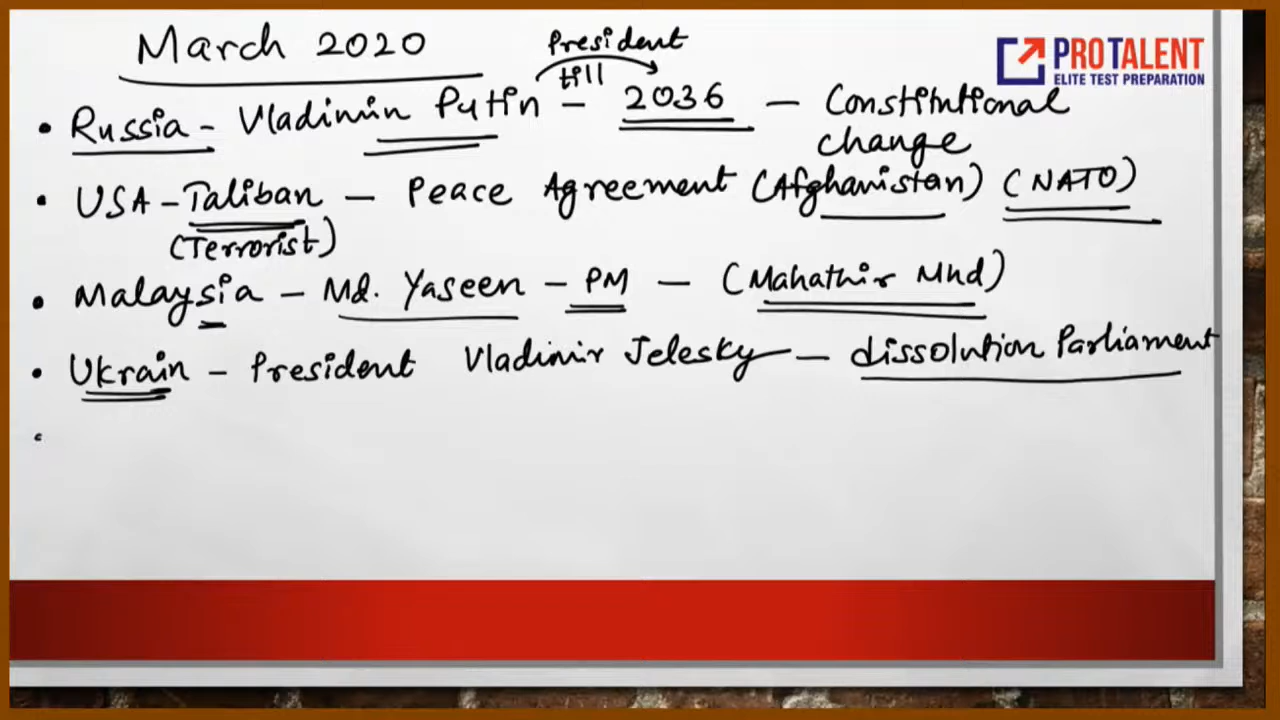 March 2020
PROTALENT
ELITE TEST PREPARATION
President
till
• Russia - Vladimin Putin - 2036 - Constitutional
change
• USA - Taliban - Peace Agreement (Afghanistan) (NATO)
(Terrorist)
• Malaysia - Md. Yaseen - PM - (Mahathir Mhd)
• Ukrain - President Vladimir Jelesky - dissolution Parliament